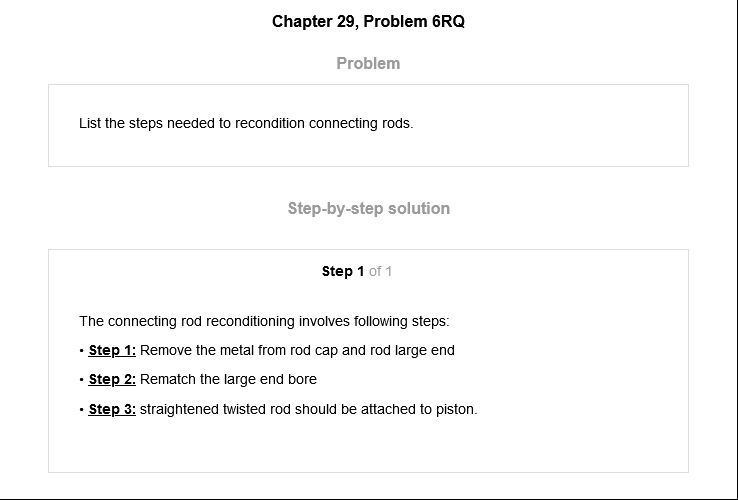 Chapter 29, Problem 6RQ
Problem
List the steps needed to recondition connecting rods.
Step-by-step solution
Step 1 of 1
The connecting rod reconditioning involves following steps:
• Step 1: Remove the metal from rod cap and rod large end
• Step 2: Rematch the large end bore
• Step 3: straightened twisted rod should be attached to piston.